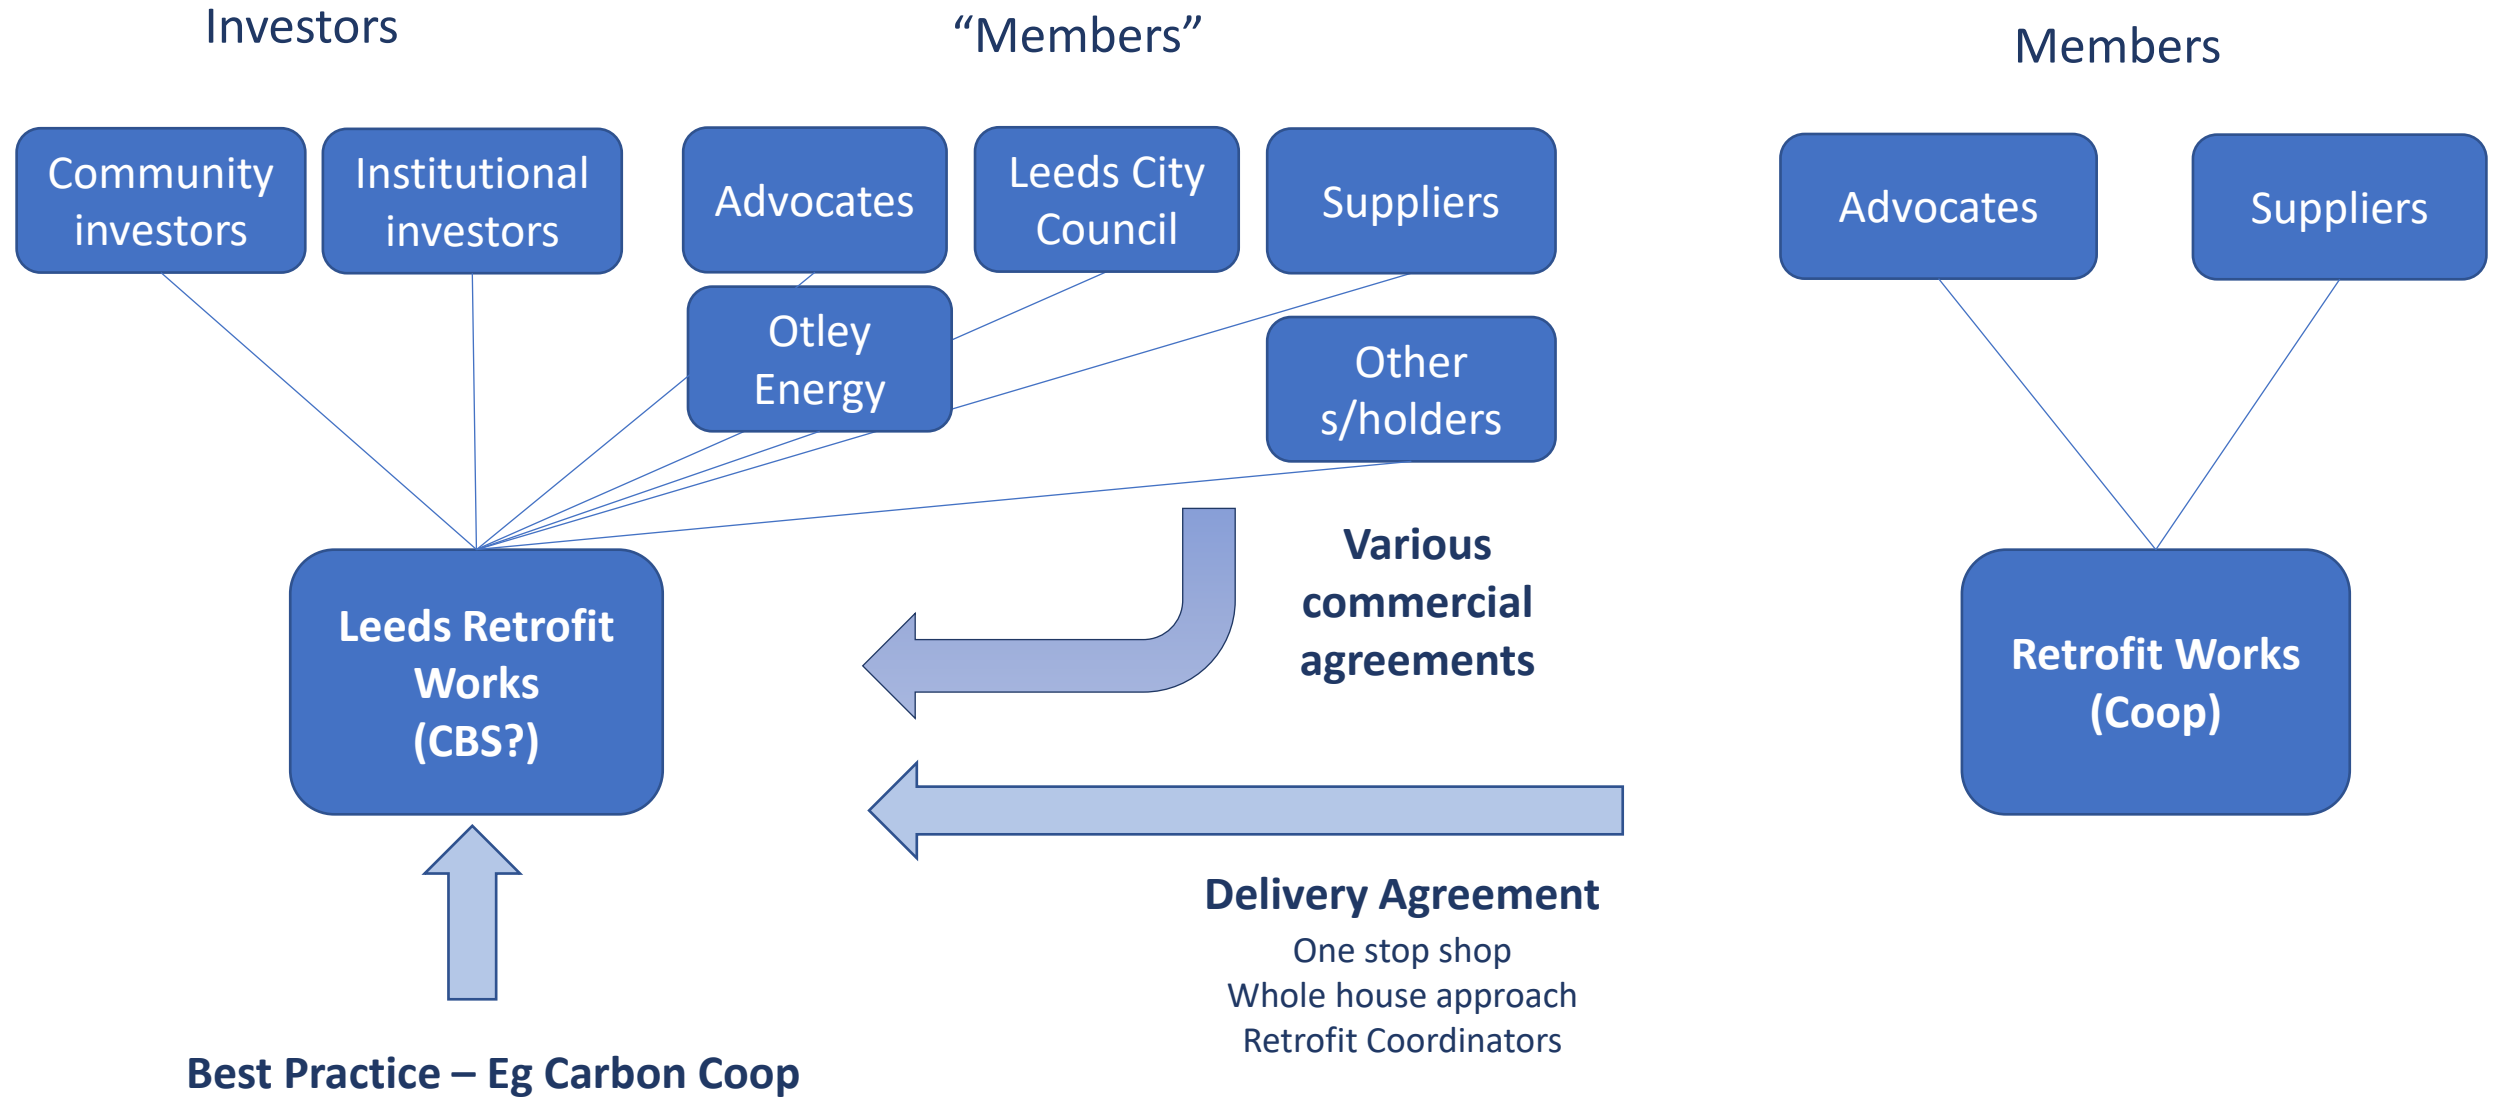 Investors
“Members”
Members
Community
investors
Institutional
investors
Advocates
Leeds City
Council
Suppliers
Advocates
Suppliers
Otley
Energy
Other
s/holders
Various
commercial
agreements
Leeds Retrofit
Works
(CBS?)
Retrofit Works
(Coop)
Delivery Agreement
One stop shop
Whole house approach
Retrofit Coordinators
Best Practice – Eg Carbon Coop